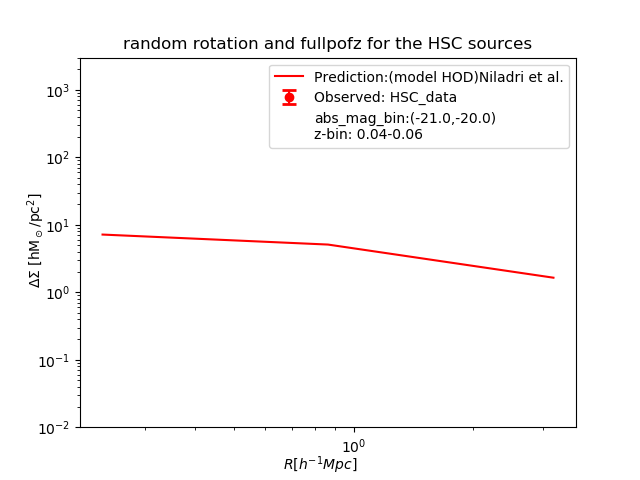 random rotation and fullpofz for the HSC sources
Prediction:(model HOD)Niladri et al.
Observed: HSC_data
abs_mag_bin:(-21.0,-20.0)
z-bin: 0.04-0.06
10³
10²
10¹
10⁰
10⁻¹
10⁻²
ΔΣ [hM⊙/pc²]
10⁰
R[h⁻¹Mpc]